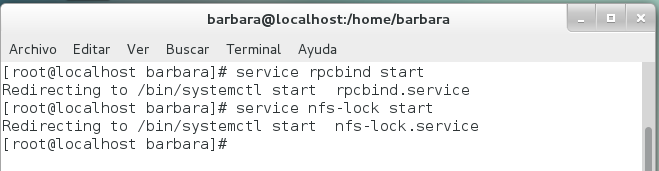 barbara@localhost:/home/barbara
Archivo Editar Ver Buscar Terminal Ayuda
[root@localhost barbara]# service rpcbind start
Redirecting to /bin/systemctl start  rpcbind.service
[root@localhost barbara]# service nfs-lock start
Redirecting to /bin/systemctl start  nfs-lock.service
[root@localhost barbara]#